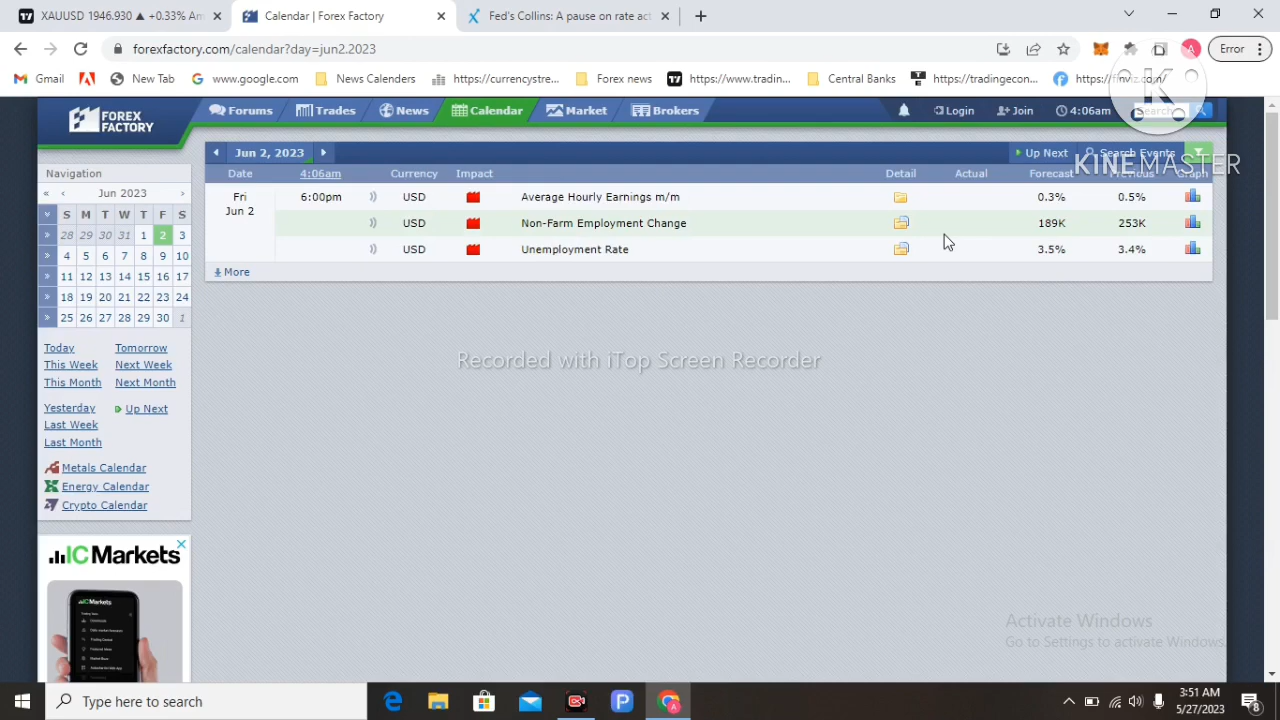 XAUUSD 1946.930 ▲ +0.33% Am
Calendar | Forex Factory
Fed's Collins: A pause on rate act
forexfactory.com/calendar?day=jun2.2023
Error
Gmail
New Tab
www.google.com
News Calenders
https://currencystre...
Forex news
https://www.tradin...
Central Banks
https://tradingecon...
https://finviz.com/
FOREX
FACTORY
Forums
Trades
News
Calendar
Market
Brokers
Login
Join
4:06am
Search
K
KINEMASTER
Navigation
« ‹ Jun 2023 ›
S M T W T F S
28 29 30 31 1 2 3
4 5 6 7 8 9 10
11 12 13 14 15 16 17
18 19 20 21 22 23 24
25 26 27 28 29 30 1
Today Tomorrow
This Week Next Week
This Month Next Month
Yesterday Up Next
Last Week
Last Month
Metals Calendar
Energy Calendar
Crypto Calendar
Jun 2, 2023
Up Next
Search Events
Date 4:06am Currency Impact Detail Actual Forecast Previous Graph
Fri 6:00pm USD Average Hourly Earnings m/m 0.3% 0.5%
Jun 2 USD Non-Farm Employment Change 189K 253K
USD Unemployment Rate 3.5% 3.4%
More
Recorded with iTop Screen Recorder
IC Markets
Activate Windows
Go to Settings to activate Windows.
Type here to search
3:51 AM
5/27/2023
8